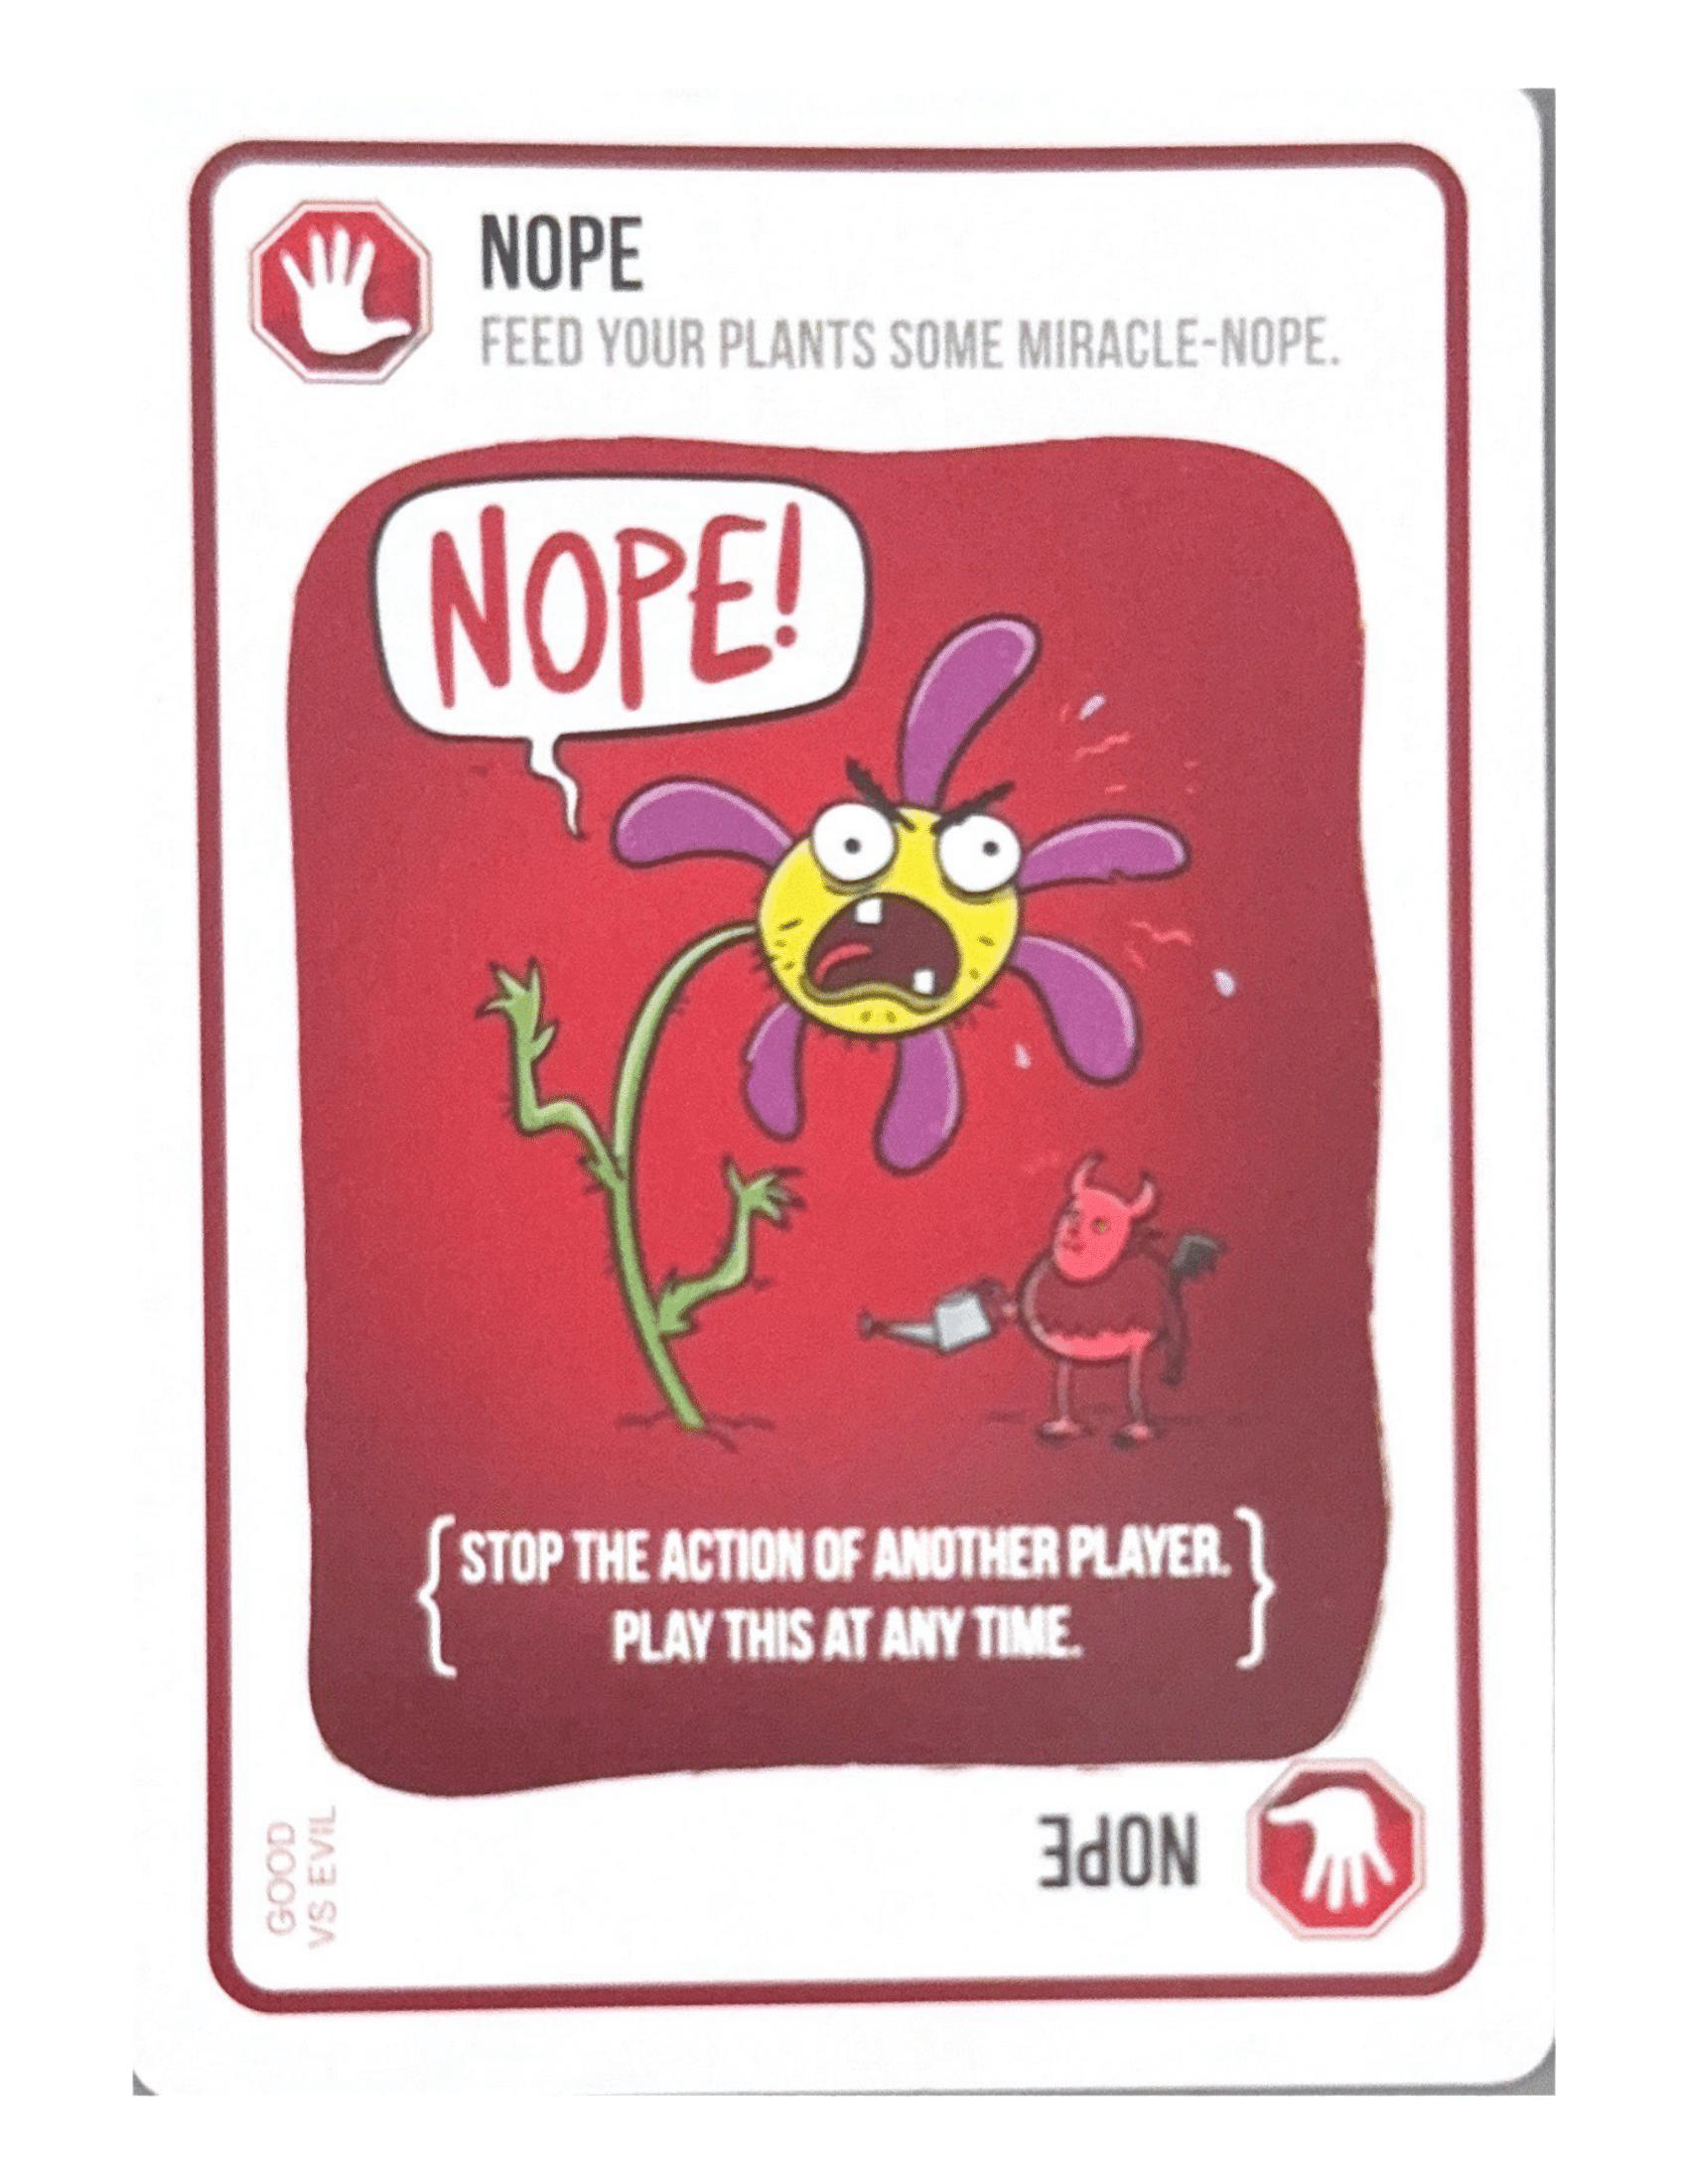 NOPE
FEED YOUR PLANTS SOME MIRACLE-NOPE.
NOPE!
STOP THE ACTION OF ANOTHER PLAYER.
PLAY THIS AT ANY TIME.
NOPE
GOOD
VS EVIL